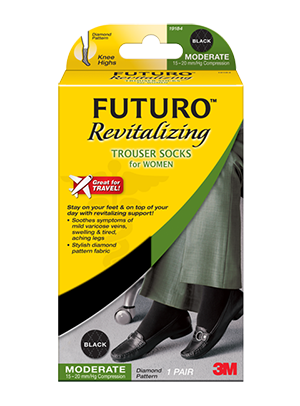 Diamond
Pattern
Knee
Highs
BLACK
MODERATE
15 - 20 mm/Hg Compression
FUTURO™
Revitalizing
TROUSER SOCKS
for WOMEN
Great for
TRAVEL!
Stay on your feet & on top of your
day with revitalizing support!
• Soothes symptoms of
mild varicose veins,
swelling & tired,
aching legs
• Stylish diamond
pattern fabric
BLACK
MODERATE
15 - 20 mm/Hg Compression
Diamond
Pattern
1 PAIR
3M